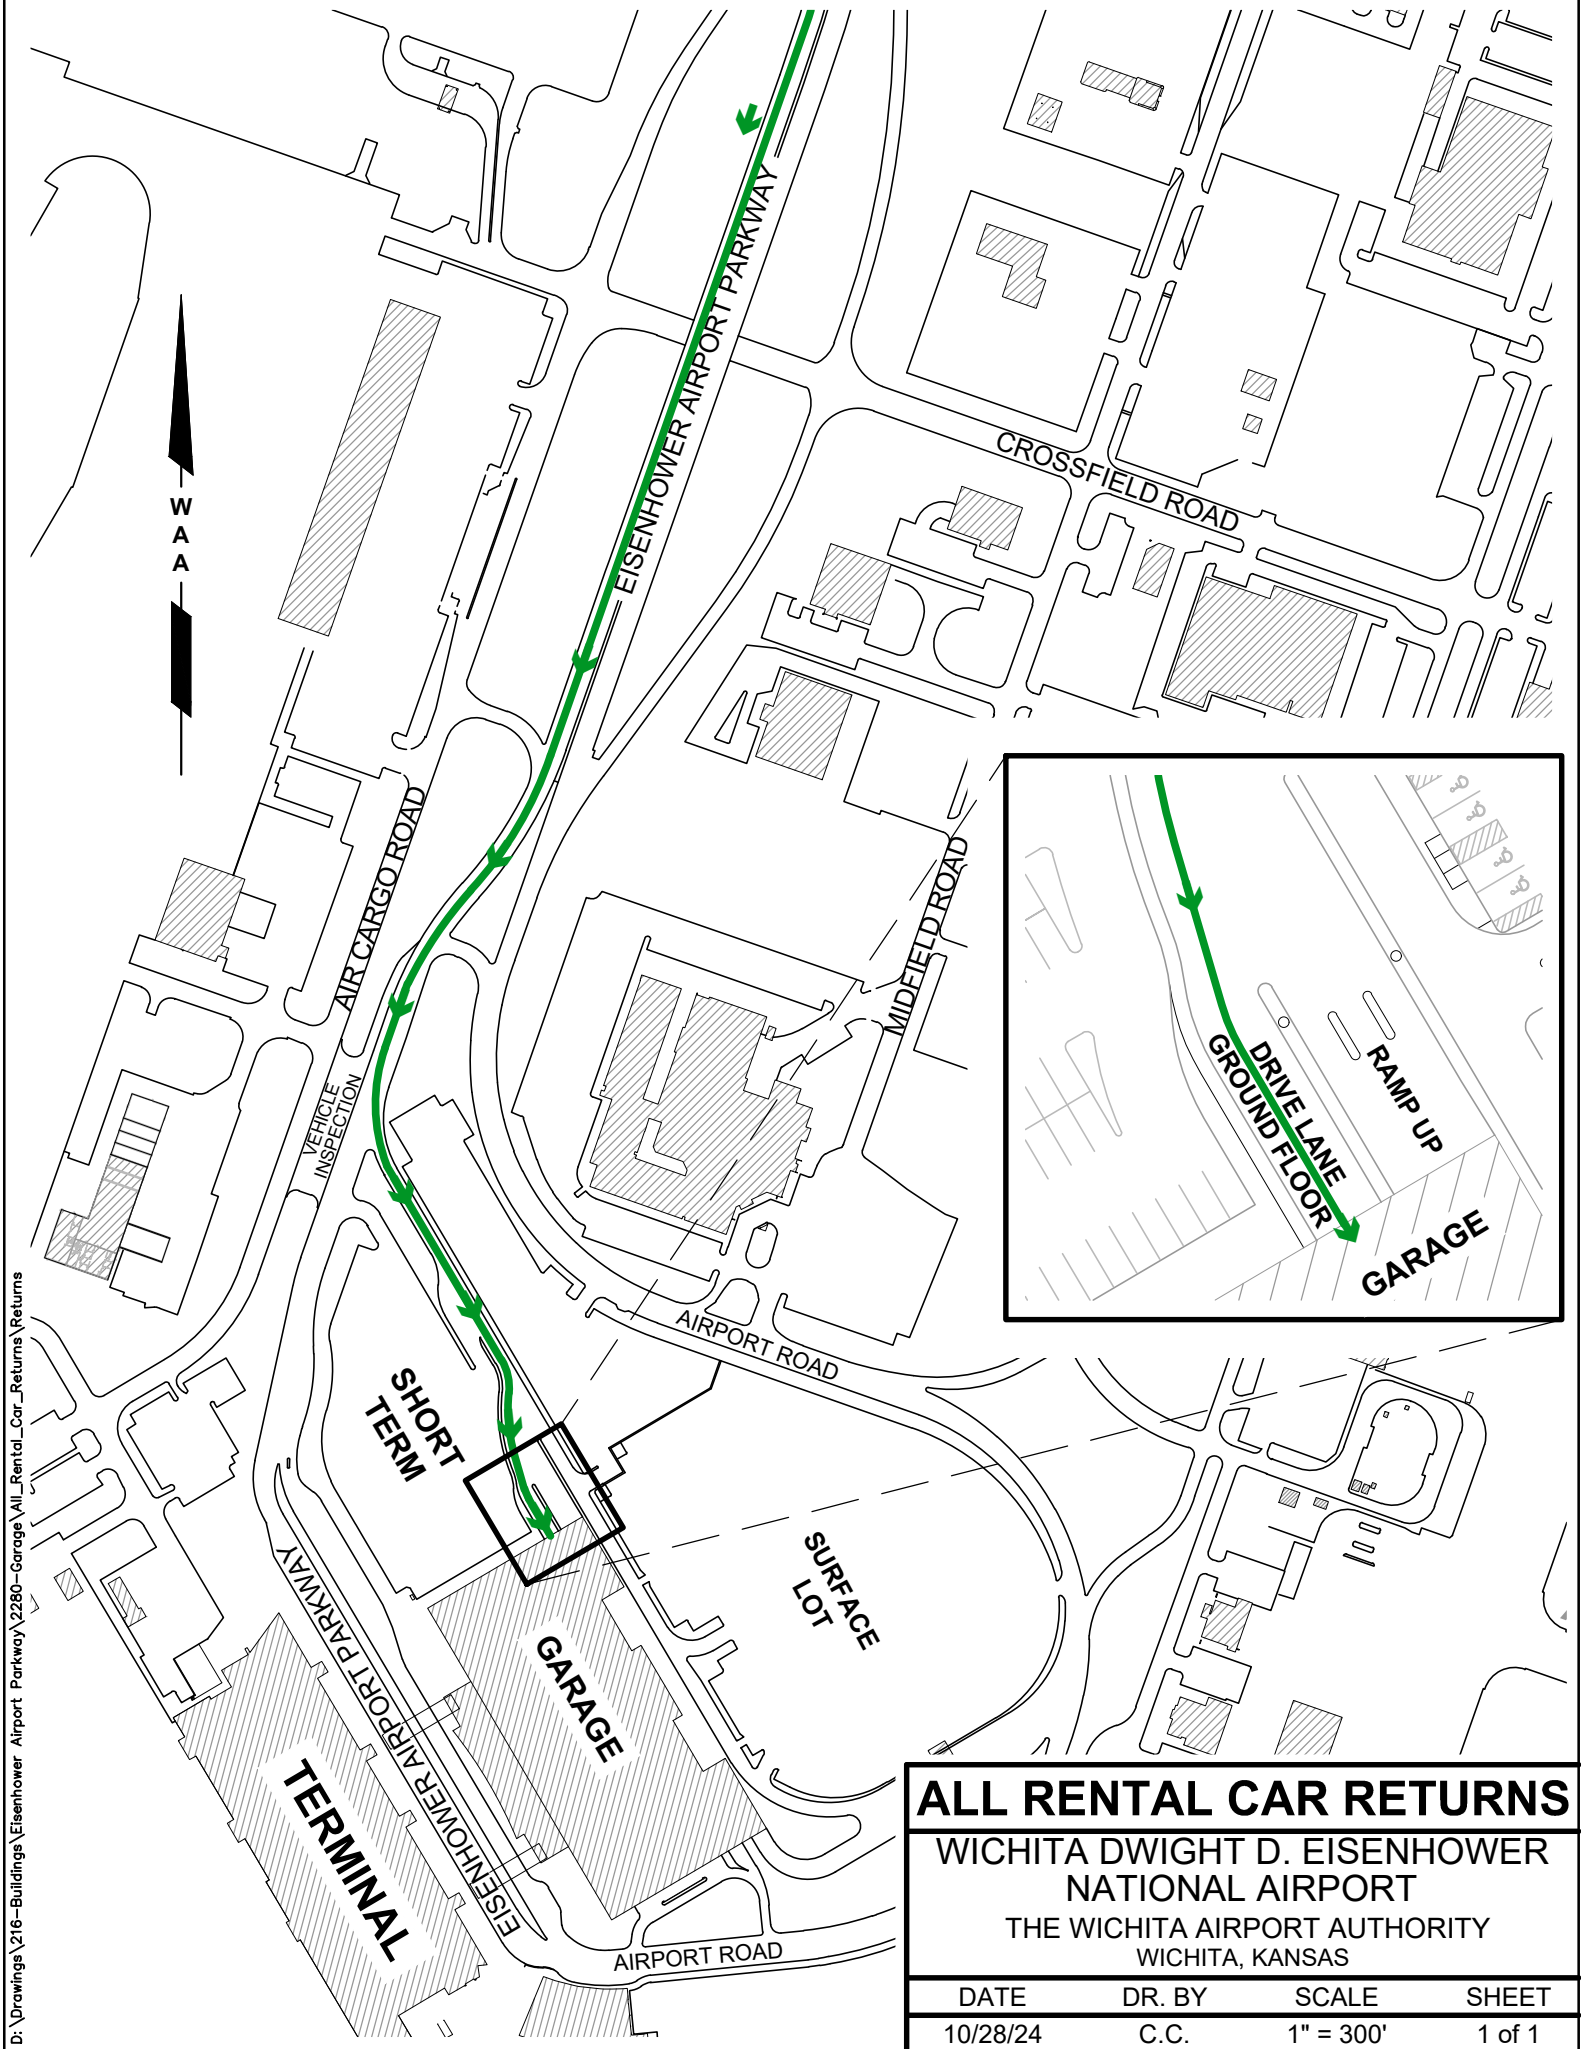 EISENHOWER AIRPORT PARKWAY
CROSSFIELD ROAD
W
A
A
AIR CARGO ROAD
MIDFIELD ROAD
VEHICLE
INSPECTION
DRIVE LANE
GROUND FLOOR
RAMP UP
GARAGE
AIRPORT ROAD
SHORT
TERM
SURFACE
LOT
EISENHOWER AIRPORT PARKWAY
GARAGE
TERMINAL
AIRPORT ROAD
D:\Drawings\216-Buildings\Eisenhower Airport Parkway\2280-Garage\All_Rental_Car_Returns\Returns
ALL RENTAL CAR RETURNS
WICHITA DWIGHT D. EISENHOWER
NATIONAL AIRPORT
THE WICHITA AIRPORT AUTHORITY
WICHITA, KANSAS
DATE DR. BY SCALE SHEET
10/28/24 C.C. 1" = 300' 1 of 1